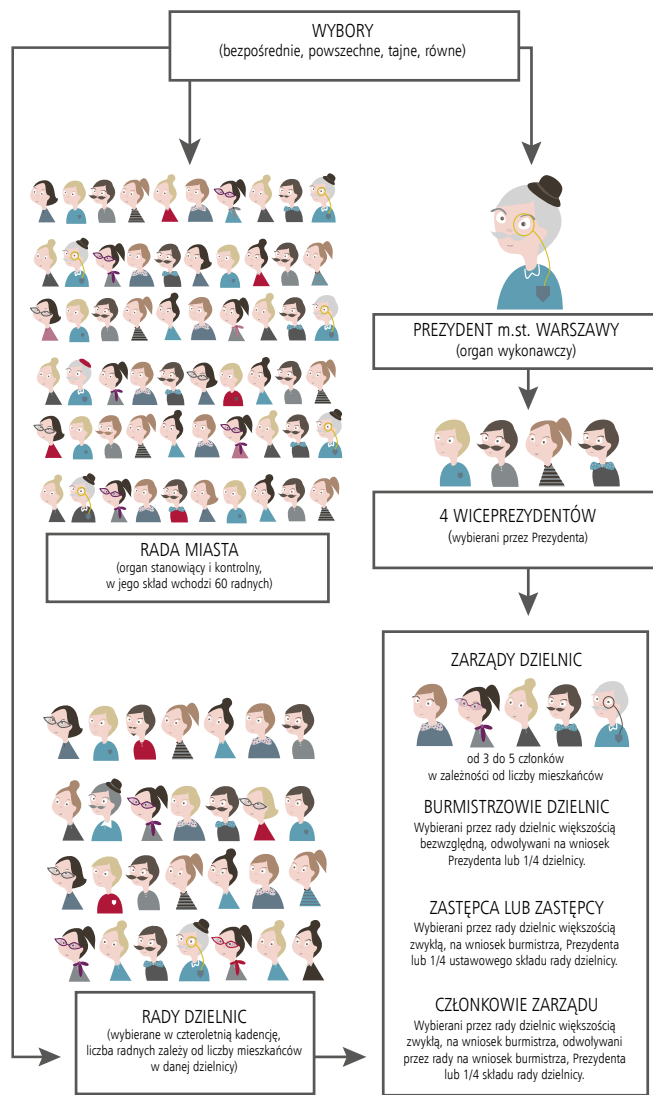 WYBORY
(bezpośrednie, powszechne, tajne, równe)
PREZYDENT m.st. WARSZAWY
(organ wykonawczy)
4 WICEPREZYDENTÓW
(wybierani przez Prezydenta)
RADA MIASTA
(organ stanowiący i kontrolny,
w jego skład wchodzi 60 radnych)
ZARZĄDY DZIELNIC
od 3 do 5 członków
w zależności od liczby mieszkańców
BURMISTRZOWIE DZIELNIC
Wybierani przez rady dzielnic większością
bezwzględną, odwoływani na wniosek
Prezydenta lub 1/4 dzielnicy.
ZASTĘPCA LUB ZASTĘPCY
Wybierani przez rady dzielnic większością
zwykłą, na wniosek burmistrza, Prezydenta
lub 1/4 ustawowego składu rady dzielnicy.
CZŁONKOWIE ZARZĄDU
Wybierani przez rady dzielnic większością
zwykłą, na wniosek burmistrza, odwoływani
przez rady na wniosek burmistrza, Prezydenta
lub 1/4 składu rady dzielnicy.
RADY DZIELNIC
(wybierane w czteroletnią kadencję,
liczba radnych zależy od liczby mieszkańców
w danej dzielnicy)